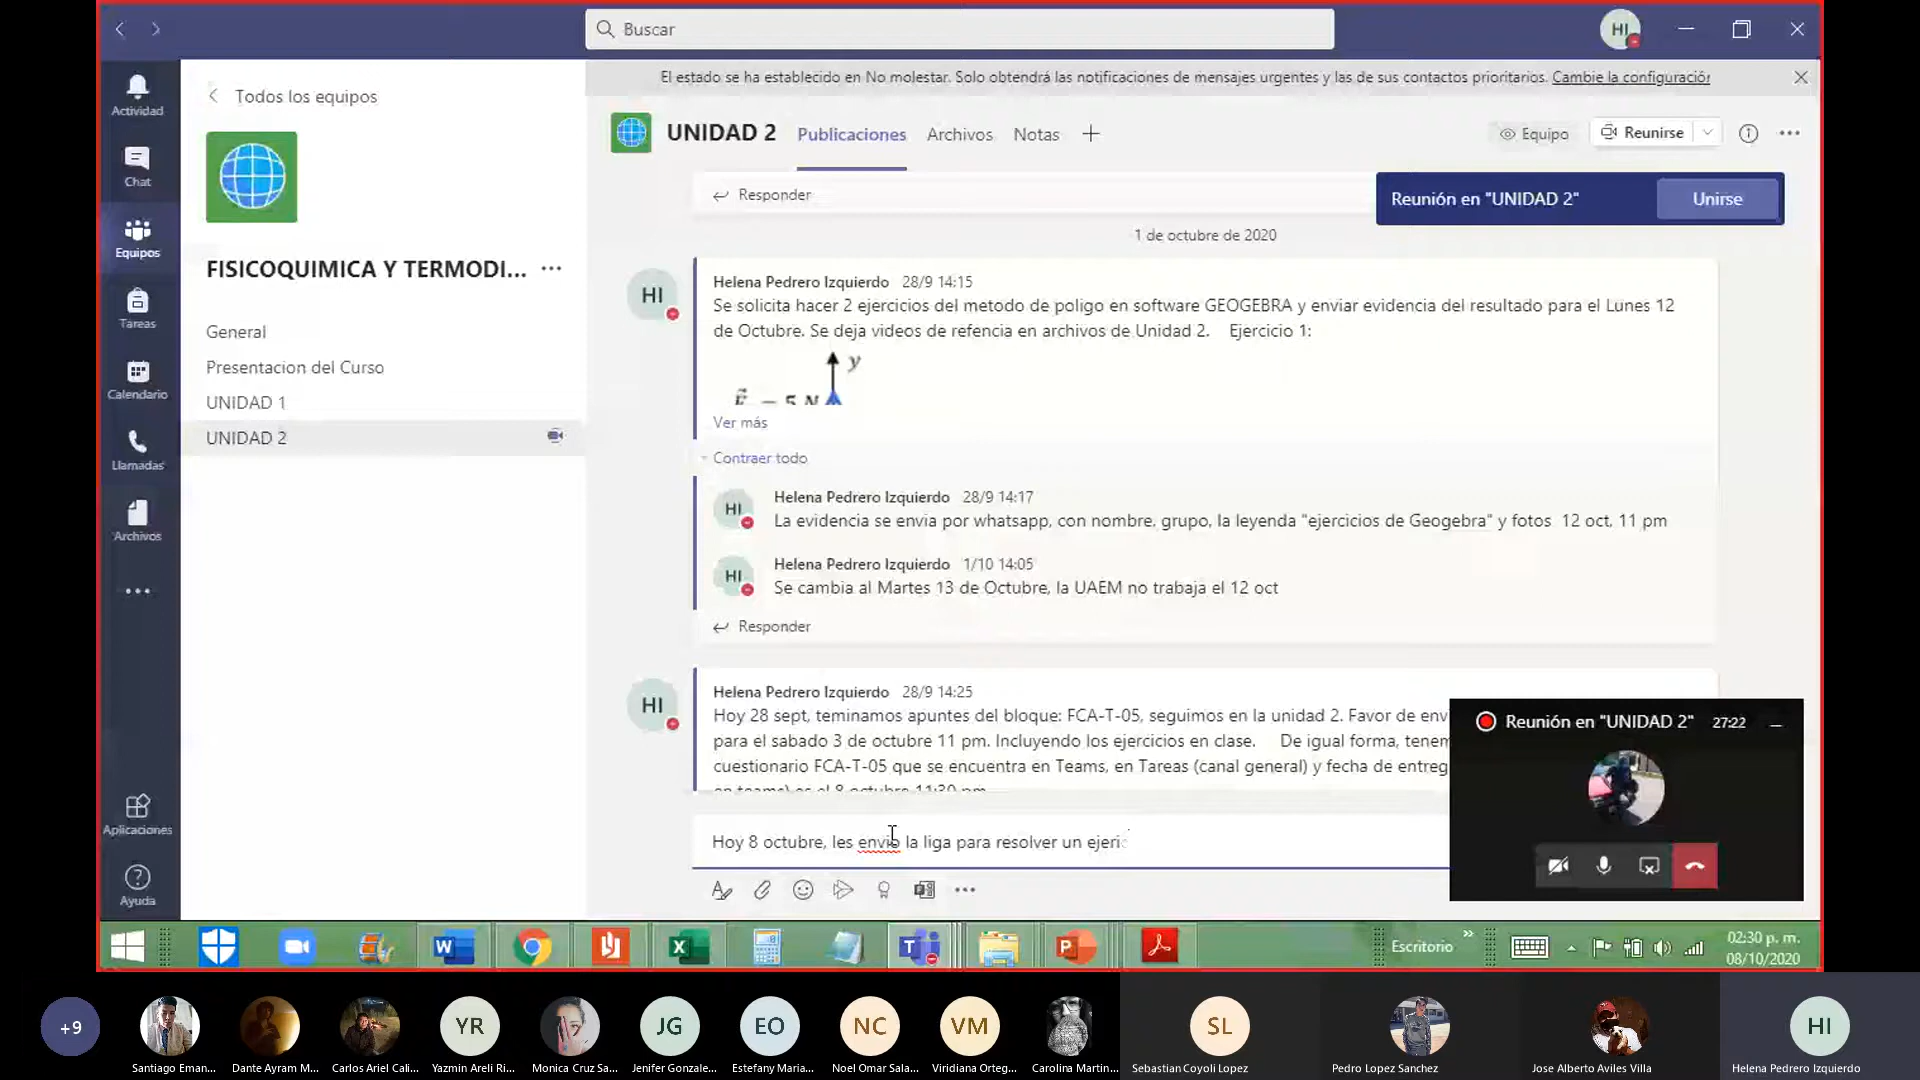 Buscar
HI
El estado se ha establecido en No molestar. Solo obtendrá las notificaciones de mensajes urgentes y las de sus contactos prioritarios. Cambie la configuración
Actividad
Chat
Equipos
Tareas
Calendario
Llamadas
Archivos
Aplicaciones
Ayuda
Todos los equipos
FISICOQUIMICA Y TERMODI...
General
Presentacion del Curso
UNIDAD 1
UNIDAD 2
UNIDAD 2 Publicaciones Archivos Notas
Equipo
Reunirse
Responder
Reunión en "UNIDAD 2" Unirse
1 de octubre de 2020
HI
Helena Pedrero Izquierdo 28/9 14:15
Se solicita hacer 2 ejercicios del metodo de poligo en software GEOGEBRA y enviar evidencia del resultado para el Lunes 12
de Octubre. Se deja videos de refencia en archivos de Unidad 2. Ejercicio 1:
y
= 5 N
Ver más
Contraer todo
HI
Helena Pedrero Izquierdo 28/9 14:17
La evidencia se envia por whatsapp, con nombre, grupo, la leyenda "ejercicios de Geogebra" y fotos 12 oct, 11 pm
HI
Helena Pedrero Izquierdo 1/10 14:05
Se cambia al Martes 13 de Octubre, la UAEM no trabaja el 12 oct
Responder
HI
Helena Pedrero Izquierdo 28/9 14:25
Hoy 28 sept, teminamos apuntes del bloque: FCA-T-05, seguimos en la unidad 2. Favor de env
para el sabado 3 de octubre 11 pm. Incluyendo los ejercicios en clase. De igual forma, tenem
cuestionario FCA-T-05 que se encuentra en Teams, en Tareas (canal general) y fecha de entreg
en teams) es el 8 octubre 11:30 pm
Hoy 8 octubre, les envio la liga para resolver un ejeric
Reunión en "UNIDAD 2" 27:22
Escritorio
02:30 p. m.
08/10/2020
+9
YR
JG
EO
NC
VM
SL
HI
Santiago Eman...
Dante Ayram M...
Carlos Ariel Cali...
Yazmin Areli Ri...
Monica Cruz Sa...
Jenifer Gonzale...
Estefany Maria...
Noel Omar Sala...
Viridiana Orteg...
Carolina Martin...
Sebastian Coyoli Lopez
Pedro Lopez Sanchez
Jose Alberto Aviles Villa
Helena Pedrero Izquierdo